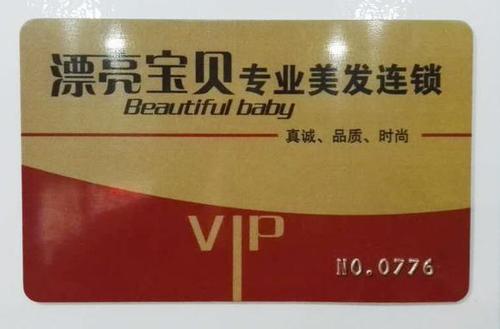 漂亮宝贝专业美发连锁
Beautiful baby
真诚、品质、时尚
VIP
NO.0776